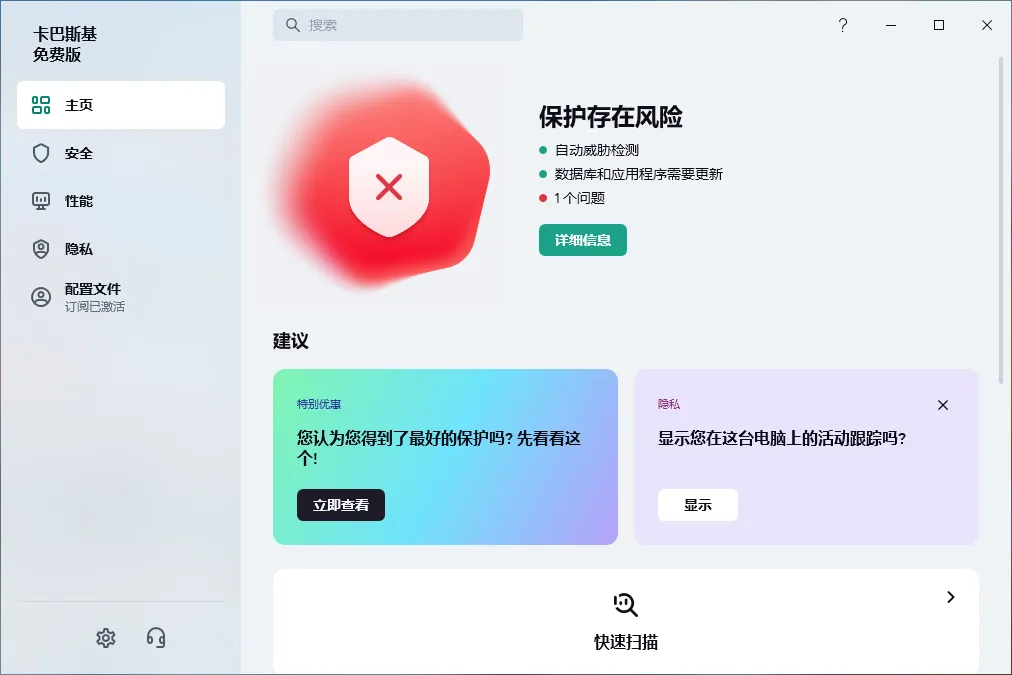 卡巴斯基
免费版
搜索
主页
安全
性能
隐私
配置文件
订阅已激活
保护存在风险
自动威胁检测
数据库和应用程序需要更新
1 个问题
详细信息
建议
特别优惠
您认为您得到了最好的保护吗? 先看看这
个!
立即查看
隐私
显示您在这台电脑上的活动跟踪吗?
显示
快速扫描